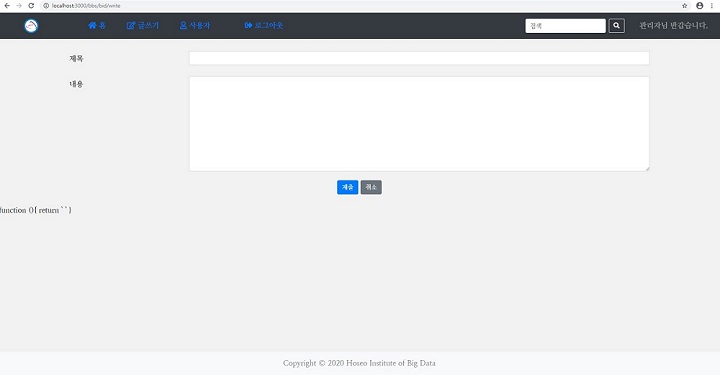 localhost:3000/bbs/bid/write
홈 글쓰기 사용자 로그아웃 검색 관리자님 반갑습니다.
제목
내용
제출 취소
function (){ return `` }
Copyright © 2020 Hoseo Institute of Big Data